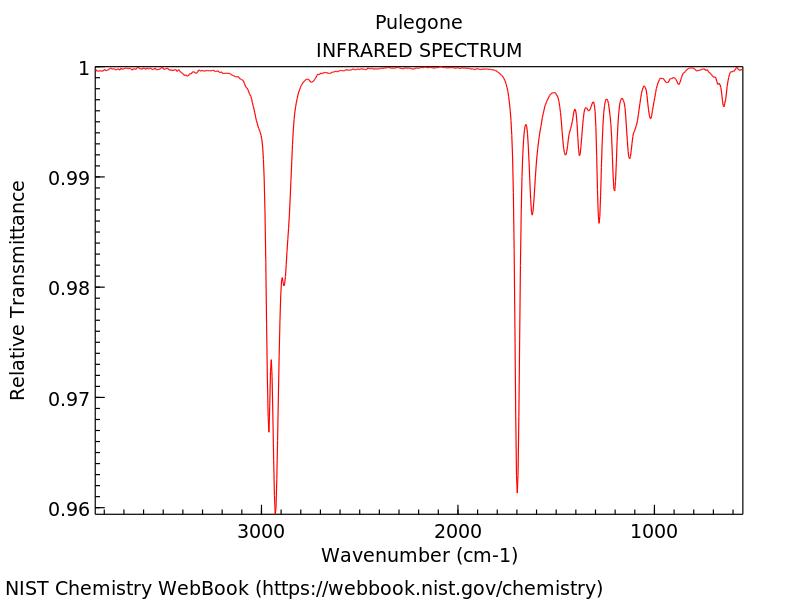 Pulegone
INFRARED SPECTRUM
1
0.99
0.98
0.97
0.96
Relative Transmittance
3000 2000 1000
Wavenumber (cm-1)
NIST Chemistry WebBook (https://webbook.nist.gov/chemistry)